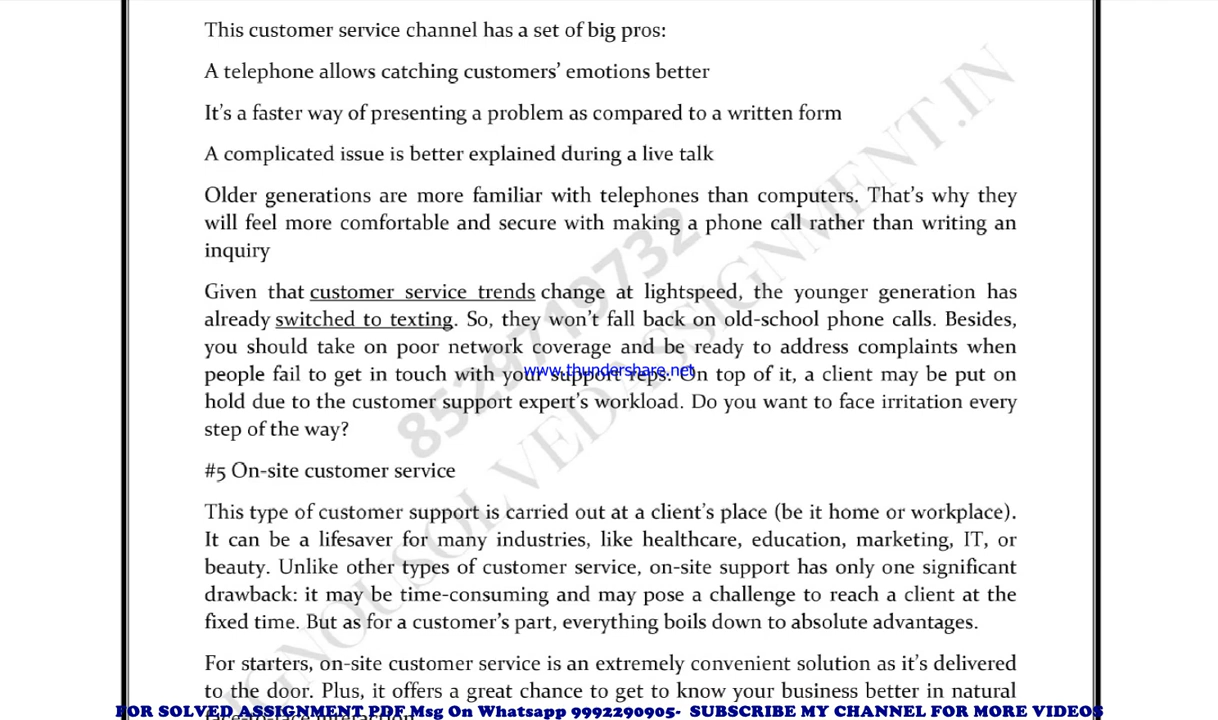 This customer service channel has a set of big pros:
A telephone allows catching customers' emotions better
It's a faster way of presenting a problem as compared to a written form
A complicated issue is better explained during a live talk
Older generations are more familiar with telephones than computers. That's why they
will feel more comfortable and secure with making a phone call rather than writing an
inquiry
Given that customer service trends change at lightspeed, the younger generation has
already switched to texting. So, they won't fall back on old-school phone calls. Besides,
you should take on poor network coverage and be ready to address complaints when
people fail to get in touch with your support reps. On top of it, a client may be put on
www.thundershare.net
hold due to the customer support expert's workload. Do you want to face irritation every
step of the way?
#5 On-site customer service
This type of customer support is carried out at a client's place (be it home or workplace).
It can be a lifesaver for many industries, like healthcare, education, marketing, IT, or
beauty. Unlike other types of customer service, on-site support has only one significant
drawback: it may be time-consuming and may pose a challenge to reach a client at the
fixed time. But as for a customer's part, everything boils down to absolute advantages.
For starters, on-site customer service is an extremely convenient solution as it's delivered
to the door. Plus, it offers a great chance to get to know your business better in natural
face-to-face interaction
FOR SOLVED ASSIGNMENT PDF Msg On Whatsapp 9992290905- SUBSCRIBE MY CHANNEL FOR MORE VIDEOS
IGNOUSOLVEDASSIGNMENT.IN
8529719732